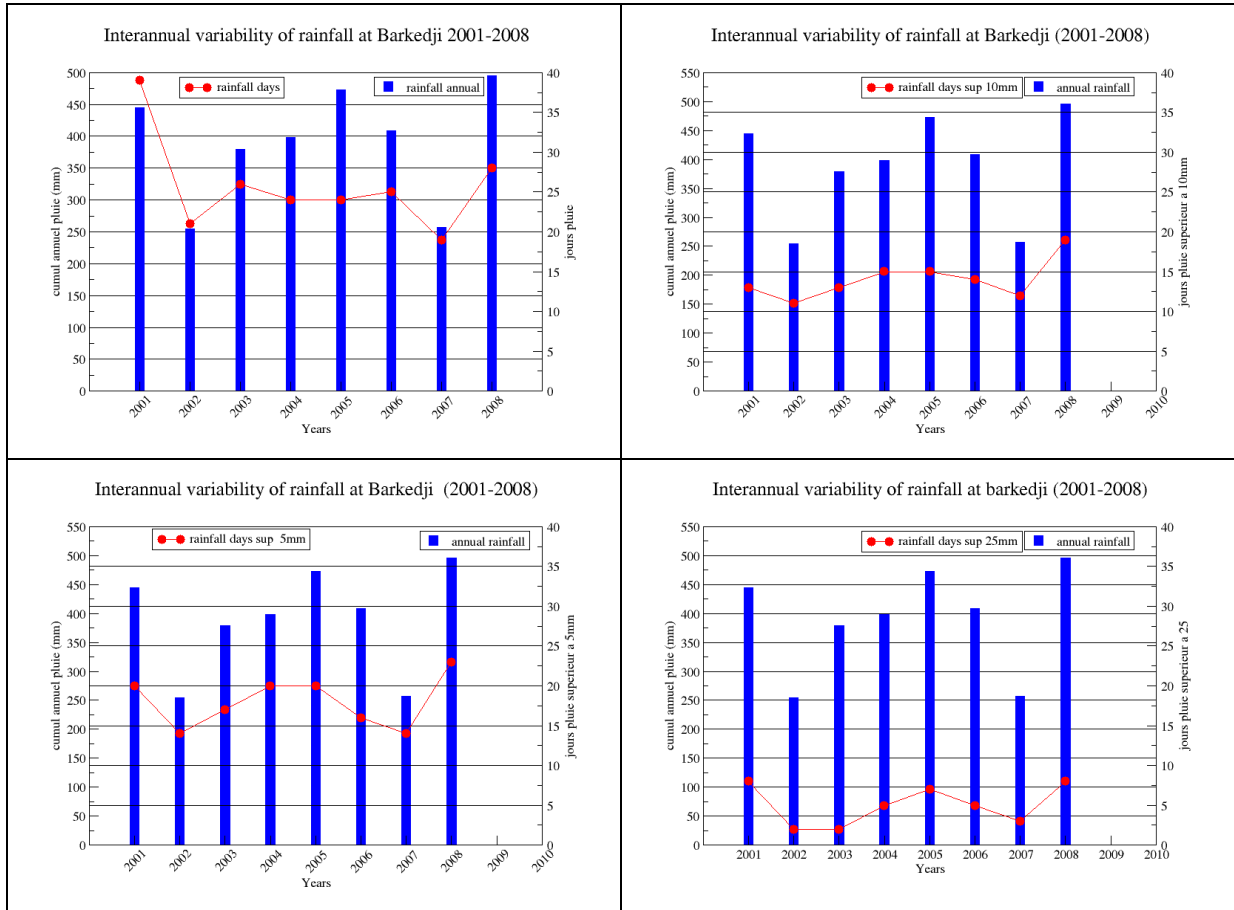 Interannual variability of rainfall at Barkedji 2001-2008
rainfall days
rainfall annual
cumul annuel pluie (mm)
500
450
400
350
300
250
200
150
100
50
0
40
35
30
25
20
15
10
5
0
jours pluie
2001 2002 2003 2004 2005 2006 2007 2008
Years
Interannual variability of rainfall at Barkedji (2001-2008)
rainfall days sup 10mm
annual rainfall
cumul annuel pluie (mm)
550
500
450
400
350
300
250
200
150
100
50
0
40
35
30
25
20
15
10
5
0
jours pluie superieur a 10mm
2001 2002 2003 2004 2005 2006 2007 2008 2009 2010
Years
Interannual variability of rainfall at Barkedji (2001-2008)
rainfall days sup 5mm
annual rainfall
cumul annuel pluie (mm)
550
500
450
400
350
300
250
200
150
100
50
0
40
35
30
25
20
15
10
5
0
jours pluie superieur a 5mm
2001 2002 2003 2004 2005 2006 2007 2008 2009 2010
Years
Interannual variability of rainfall at barkedji (2001-2008)
rainfall days sup 25mm
annual rainfall
cumul annuel pluie (mm)
550
500
450
400
350
300
250
200
150
100
50
0
40
35
30
25
20
15
10
5
0
jours pluie superieur a 25
2001 2002 2003 2004 2005 2006 2007 2008 2009 2010
Years